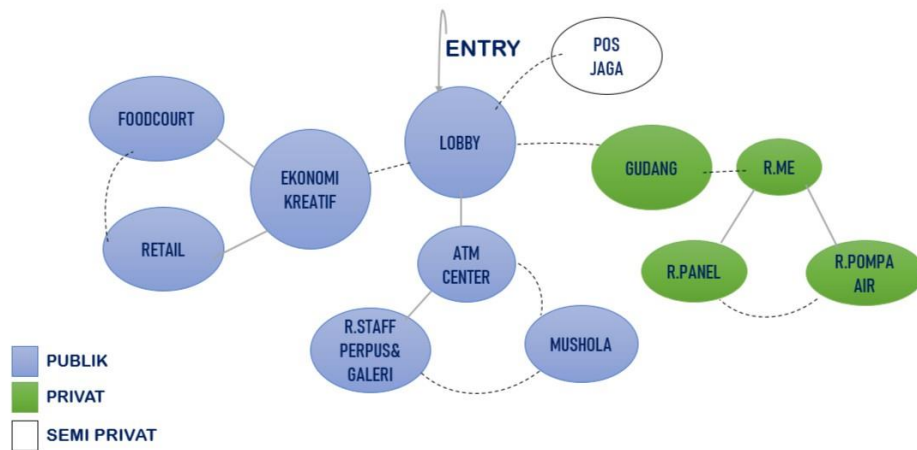 ENTRY
POS
JAGA
FOODCOURT
LOBBY
GUDANG
R.ME
EKONOMI
KREATIF
RETAIL
ATM
CENTER
R.PANEL
R.POMPA
AIR
R.STAFF
PERPUS&
GALERI
MUSHOLA
PUBLIK
PRIVAT
SEMI PRIVAT